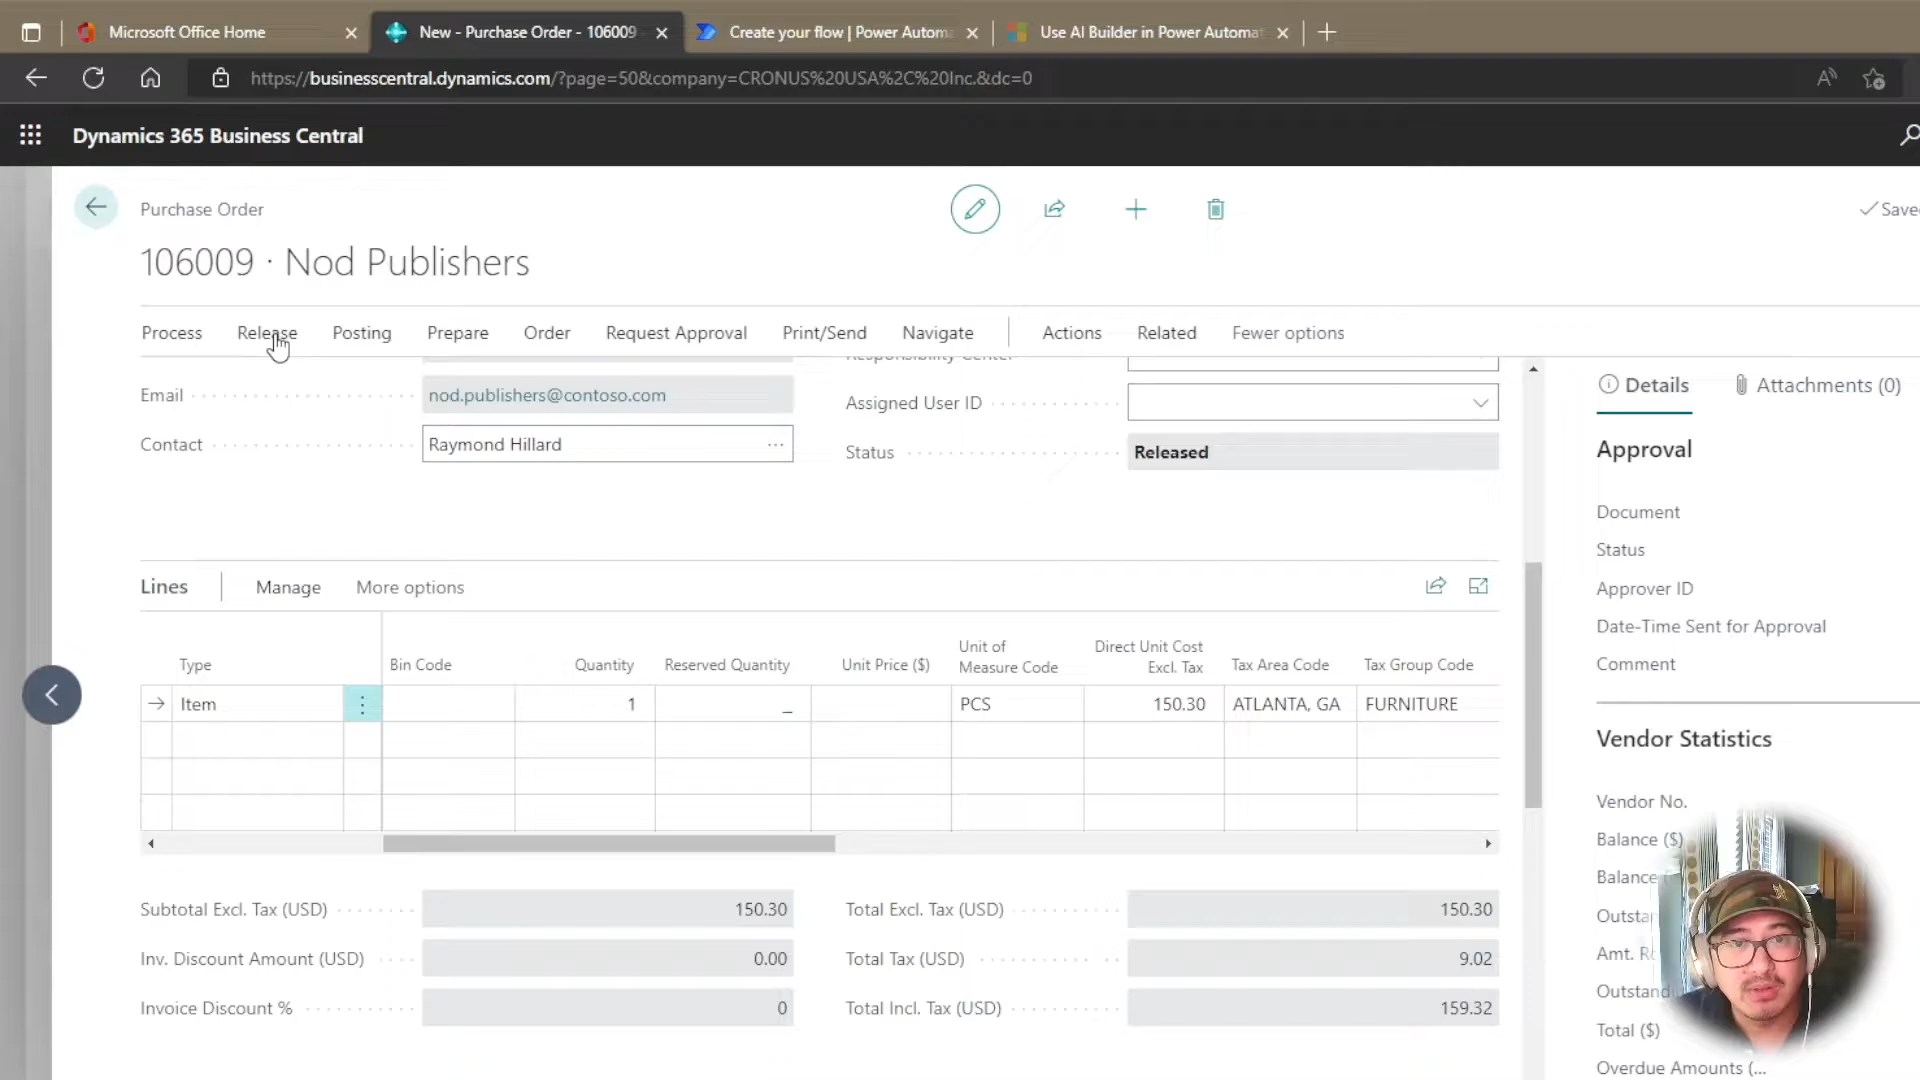 Microsoft Office Home
New - Purchase Order - 106009
Create your flow | Power Automa
Use AI Builder in Power Automat
https://businesscentral.dynamics.com/?page=50&company=CRONUS%20USA%2C%20Inc.&dc=0
Dynamics 365 Business Central
Purchase Order
Save
106009 · Nod Publishers
Process Release Posting Prepare Order Request Approval Print/Send Navigate Actions Related Fewer options
Responsibility Center
Email nod.publishers@contoso.com
Assigned User ID
Contact Raymond Hillard
Status Released
Details Attachments (0)
Approval
Document
Status
Approver ID
Date-Time Sent for Approval
Comment
Lines Manage More options
Type Bin Code Quantity Reserved Quantity Unit Price ($) Unit of Measure Code Direct Unit Cost Excl. Tax Tax Area Code Tax Group Code
Item 1 _ PCS 150.30 ATLANTA, GA FURNITURE
Vendor Statistics
Vendor No.
Balance ($)
Balance
Outsta
Amt. R
Outstand
Total ($)
Overdue Amounts (...
Subtotal Excl. Tax (USD) 150.30
Total Excl. Tax (USD) 150.30
Inv. Discount Amount (USD) 0.00
Total Tax (USD) 9.02
Invoice Discount % 0
Total Incl. Tax (USD) 159.32